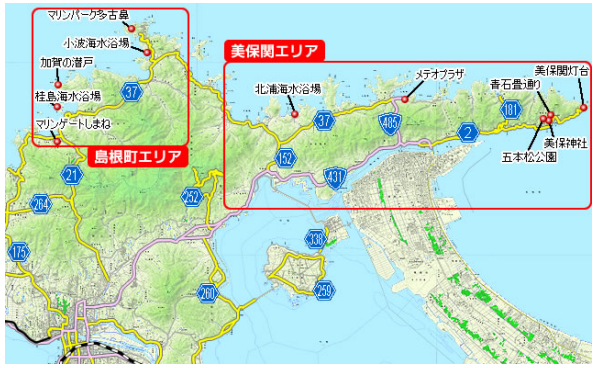 マリンパーク多古鼻
小波海水浴場
加賀の潜戸
桂島海水浴場
マリンゲートしまね
37
島根町エリア
美保関エリア
北浦海水浴場
メテオプラザ
美保関灯台
青石畳通り
美保神社
五本松公園
37
485
181
2
152
431
21
264
252
175
338
260
259